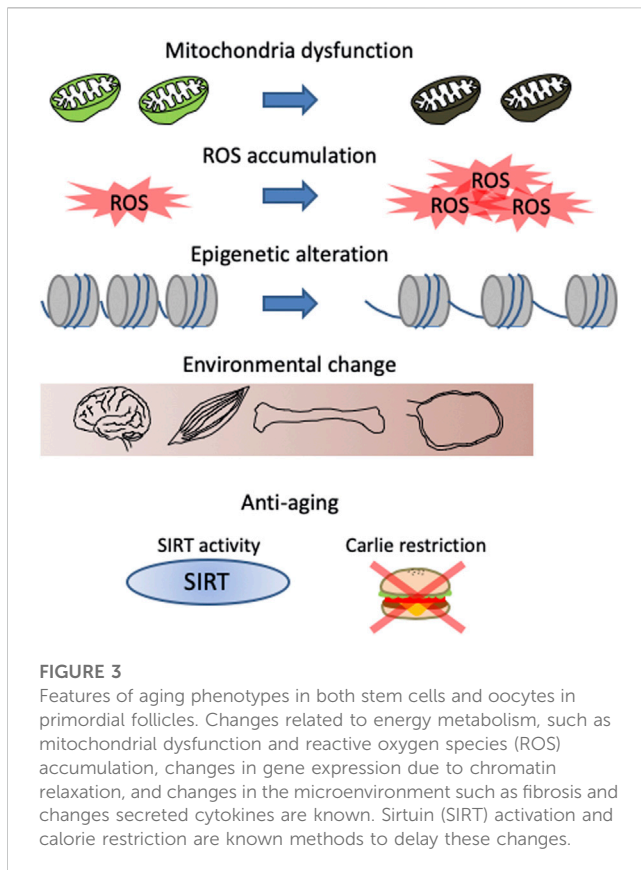 Mitochondria dysfunction
ROS accumulation
ROS
ROS
ROS
ROS
Epigenetic alteration
Environmental change
Anti-aging
SIRT activity
Carlie restriction
SIRT
FIGURE 3
Features of aging phenotypes in both stem cells and oocytes in
primordial follicles. Changes related to energy metabolism, such as
mitochondrial dysfunction and reactive oxygen species (ROS)
accumulation, changes in gene expression due to chromatin
relaxation, and changes in the microenvironment such as fibrosis and
changes secreted cytokines are known. Sirtuin (SIRT) activation and
calorie restriction are known methods to delay these changes.